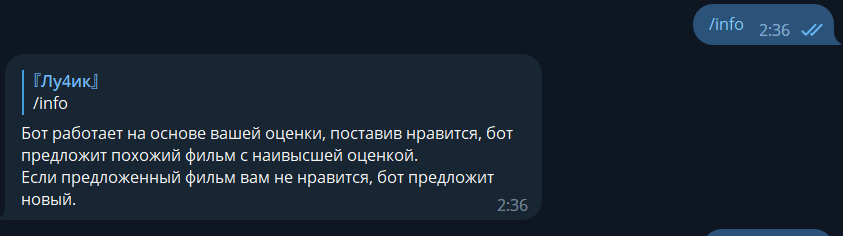 /info 2:36
『Лу4ик』
/info
Бот работает на основе вашей оценки, поставив нравится, бот
предложит похожий фильм с наивысшей оценкой.
Если предложенный фильм вам не нравится, бот предложит
новый. 2:36